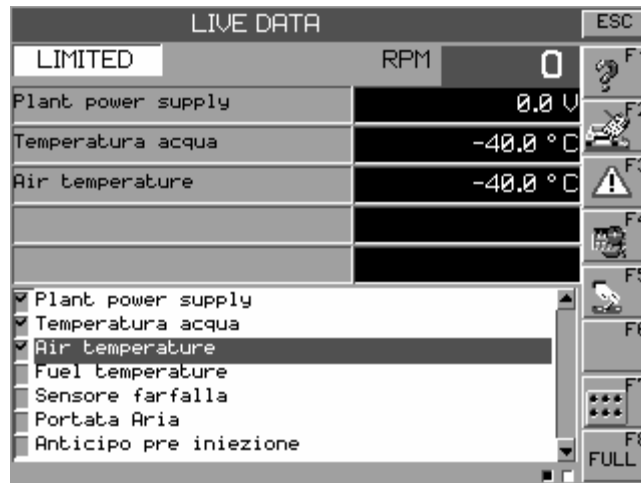 LIVE DATA
ESC
LIMITED
RPM
0
F1
Plant power supply
0.0 V
F2
Temperatura acqua
-40.0 °C
F3
Air temperature
-40.0 °C
F4
F5
Plant power supply
Temperatura acqua
F6
Air temperature
Fuel temperature
F7
Sensore farfalla
Portata Aria
F8
Anticipo pre iniezione
FULL